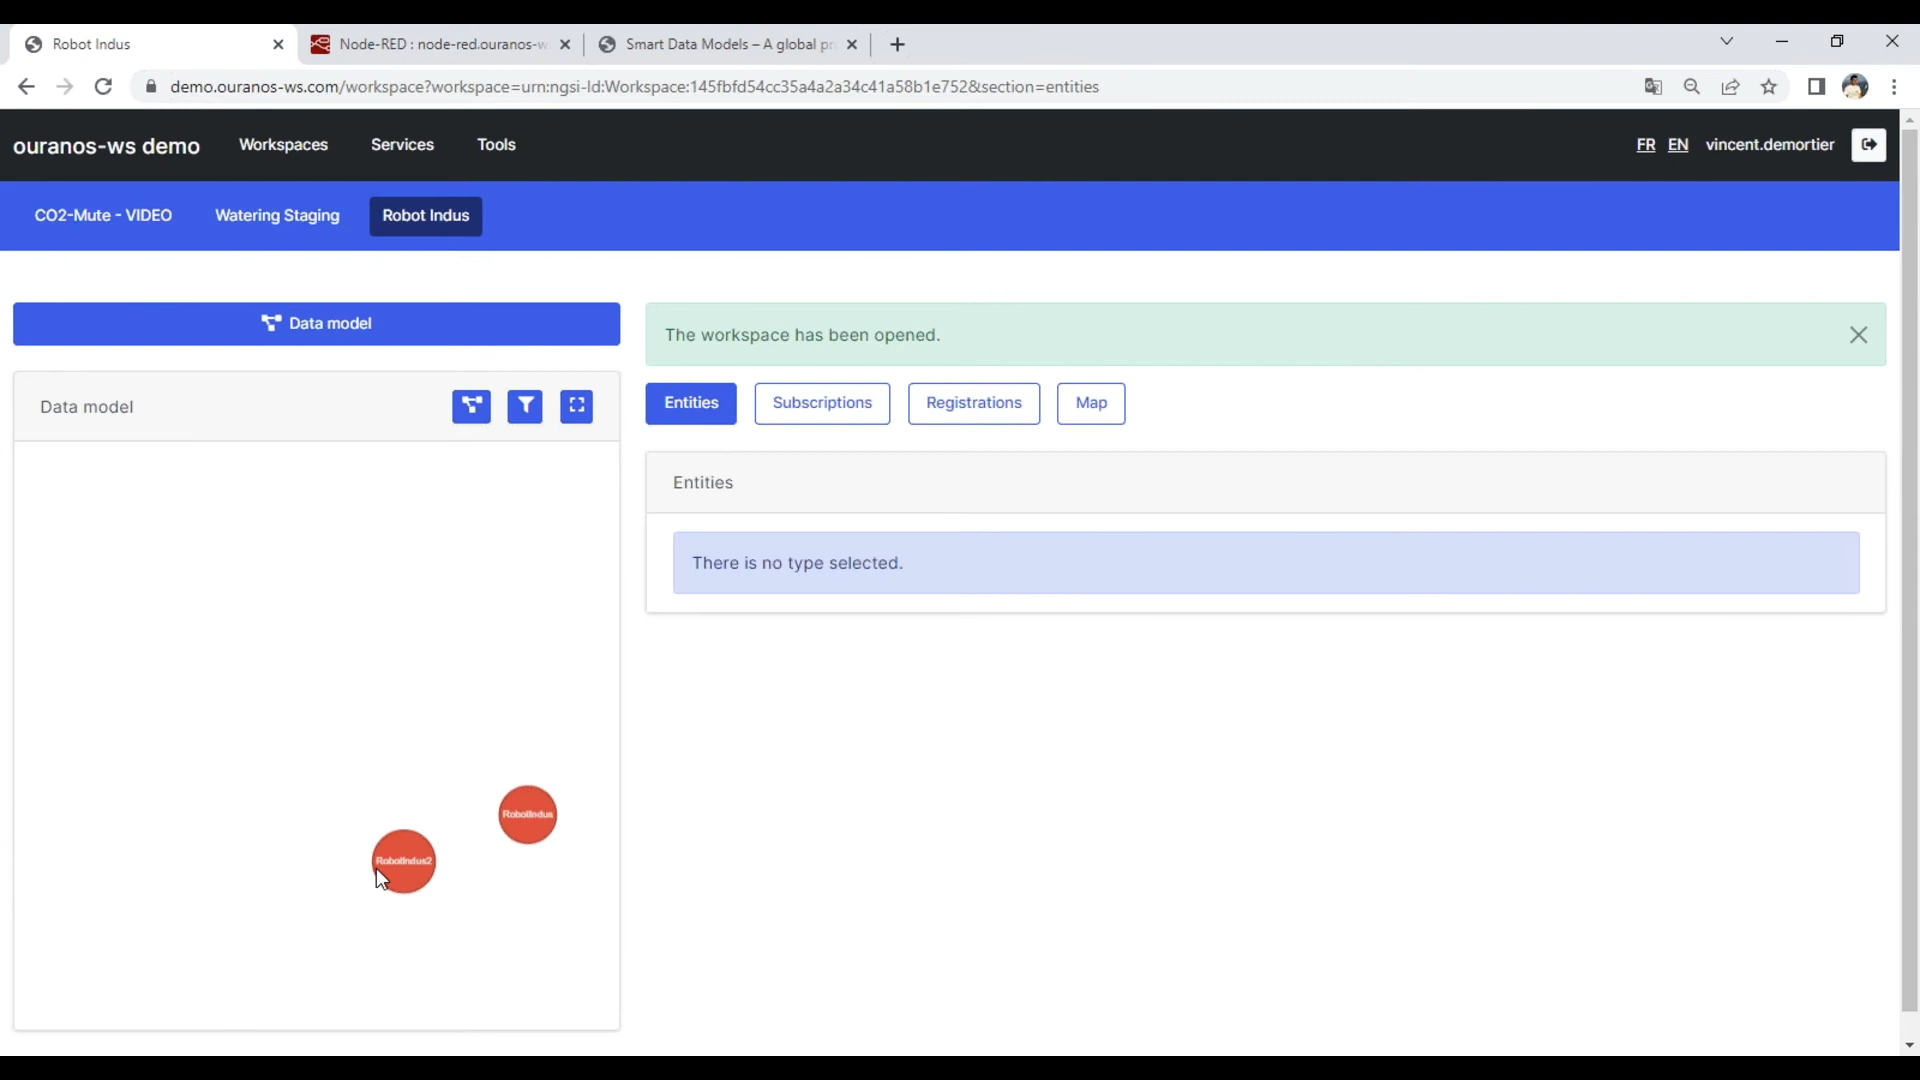 Robot Indus
Node-RED : node-red.ouranos-w
Smart Data Models – A global pr
demo.ouranos-ws.com/workspace?workspace=urn:ngsi-ld:Workspace:145fbfd54cc35a4a2a34c41a58b1e752&section=entities
ouranos-ws demo
Workspaces
Services
Tools
FR EN vincent.demortier
CO2-Mute - VIDEO
Watering Staging
Robot Indus
Data model
The workspace has been opened.
Data model
Entities
Subscriptions
Registrations
Map
Entities
There is no type selected.
RobotIndus
RobotIndus2